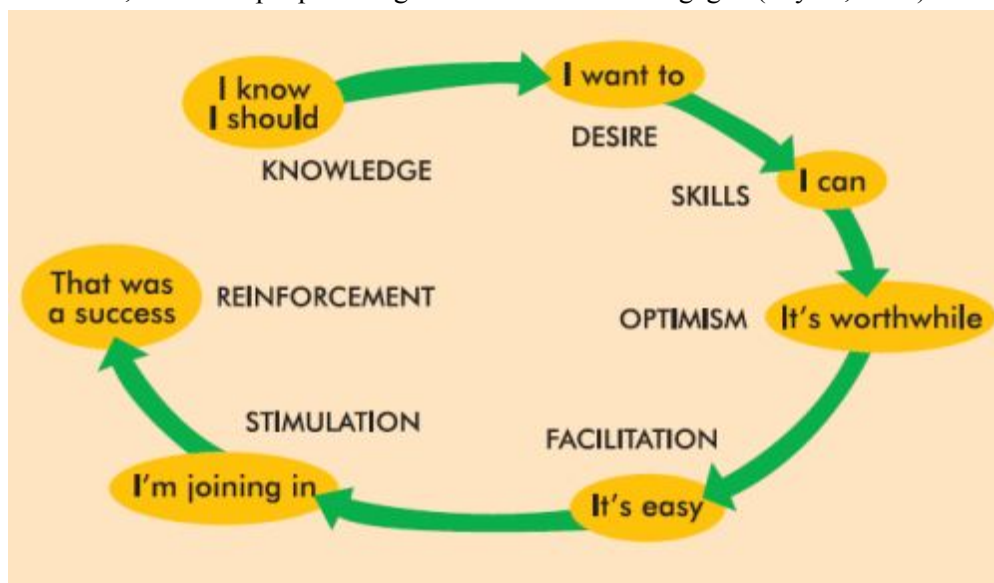 I know
I should
KNOWLEDGE
I want to
DESIRE
I can
SKILLS
It's worthwhile
OPTIMISM
It's easy
FACILITATION
I'm joining in
STIMULATION
That was
a success
REINFORCEMENT